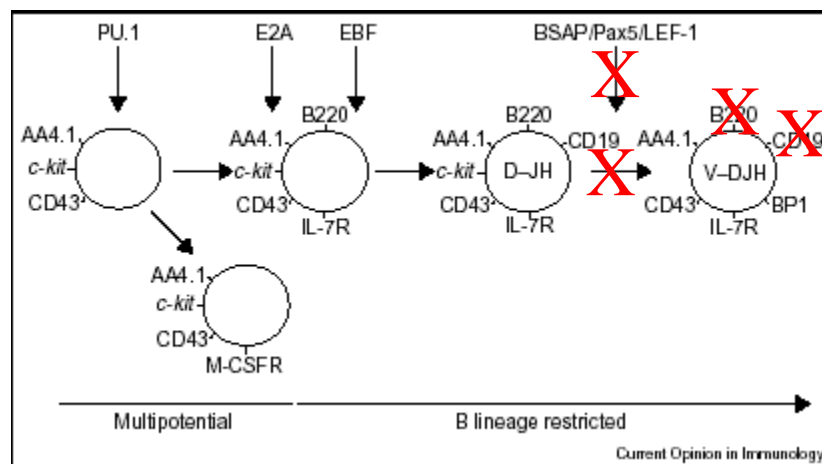 PU.1 E2A EBF BSAP/Pax5/LEF-1
X
B220 B220 B220 X
AA4.1 AA4.1 AA4.1 CD19 AA4.1 CD19 X
c-kit c-kit c-kit D–JH X V–DJH
CD43 CD43 CD43 CD43 BP1
IL-7R IL-7R IL-7R
AA4.1
c-kit
CD43
M-CSFR
Multipotential B lineage restricted
Current Opinion in Immunology